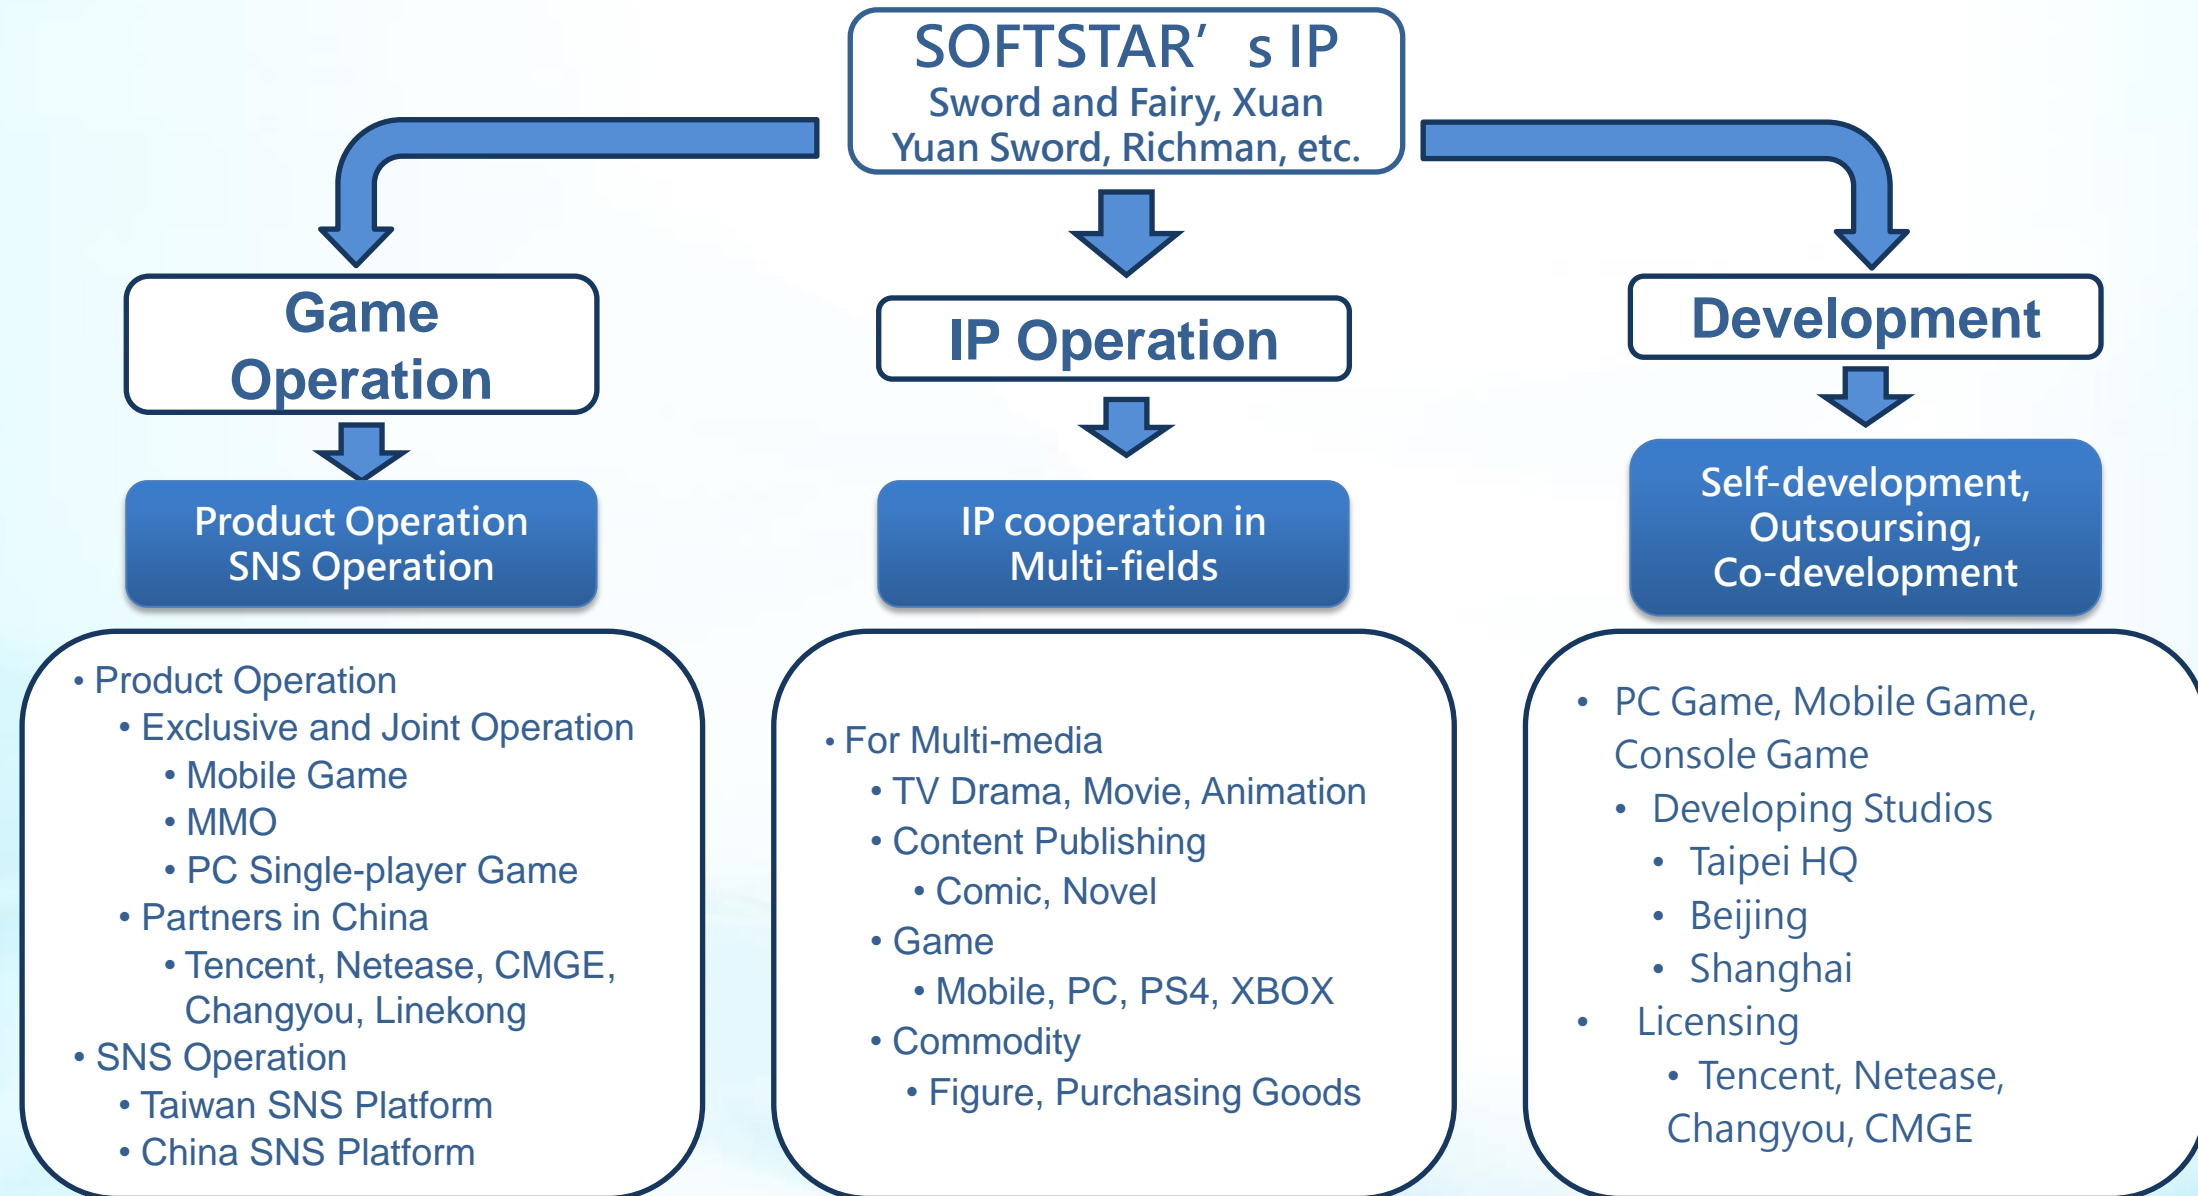 SOFTSTAR’s IP
Sword and Fairy, Xuan
Yuan Sword, Richman, etc.
Game
Operation
Product Operation
SNS Operation
• Product Operation
• Exclusive and Joint Operation
• Mobile Game
• MMO
• PC Single-player Game
• Partners in China
• Tencent, Netease, CMGE,
Changyou, Linekong
• SNS Operation
• Taiwan SNS Platform
• China SNS Platform
IP Operation
IP cooperation in
Multi-fields
• For Multi-media
• TV Drama, Movie, Animation
• Content Publishing
• Comic, Novel
• Game
• Mobile, PC, PS4, XBOX
• Commodity
• Figure, Purchasing Goods
Development
Self-development,
Outsoursing,
Co-development
• PC Game, Mobile Game,
Console Game
• Developing Studios
• Taipei HQ
• Beijing
• Shanghai
• Licensing
• Tencent, Netease,
Changyou, CMGE